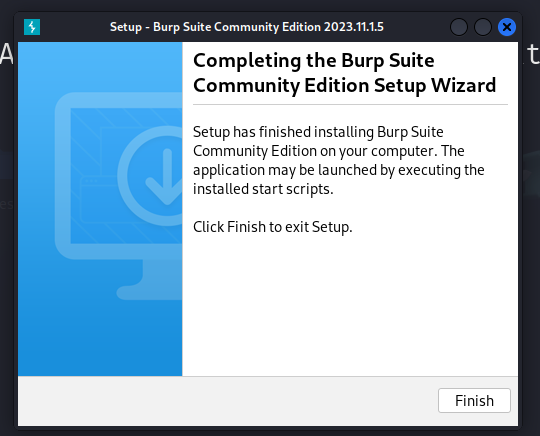 Setup - Burp Suite Community Edition 2023.11.1.5
Completing the Burp Suite
Community Edition Setup Wizard
Setup has finished installing Burp Suite
Community Edition on your computer. The
application may be launched by executing the
installed start scripts.
Click Finish to exit Setup.
Finish